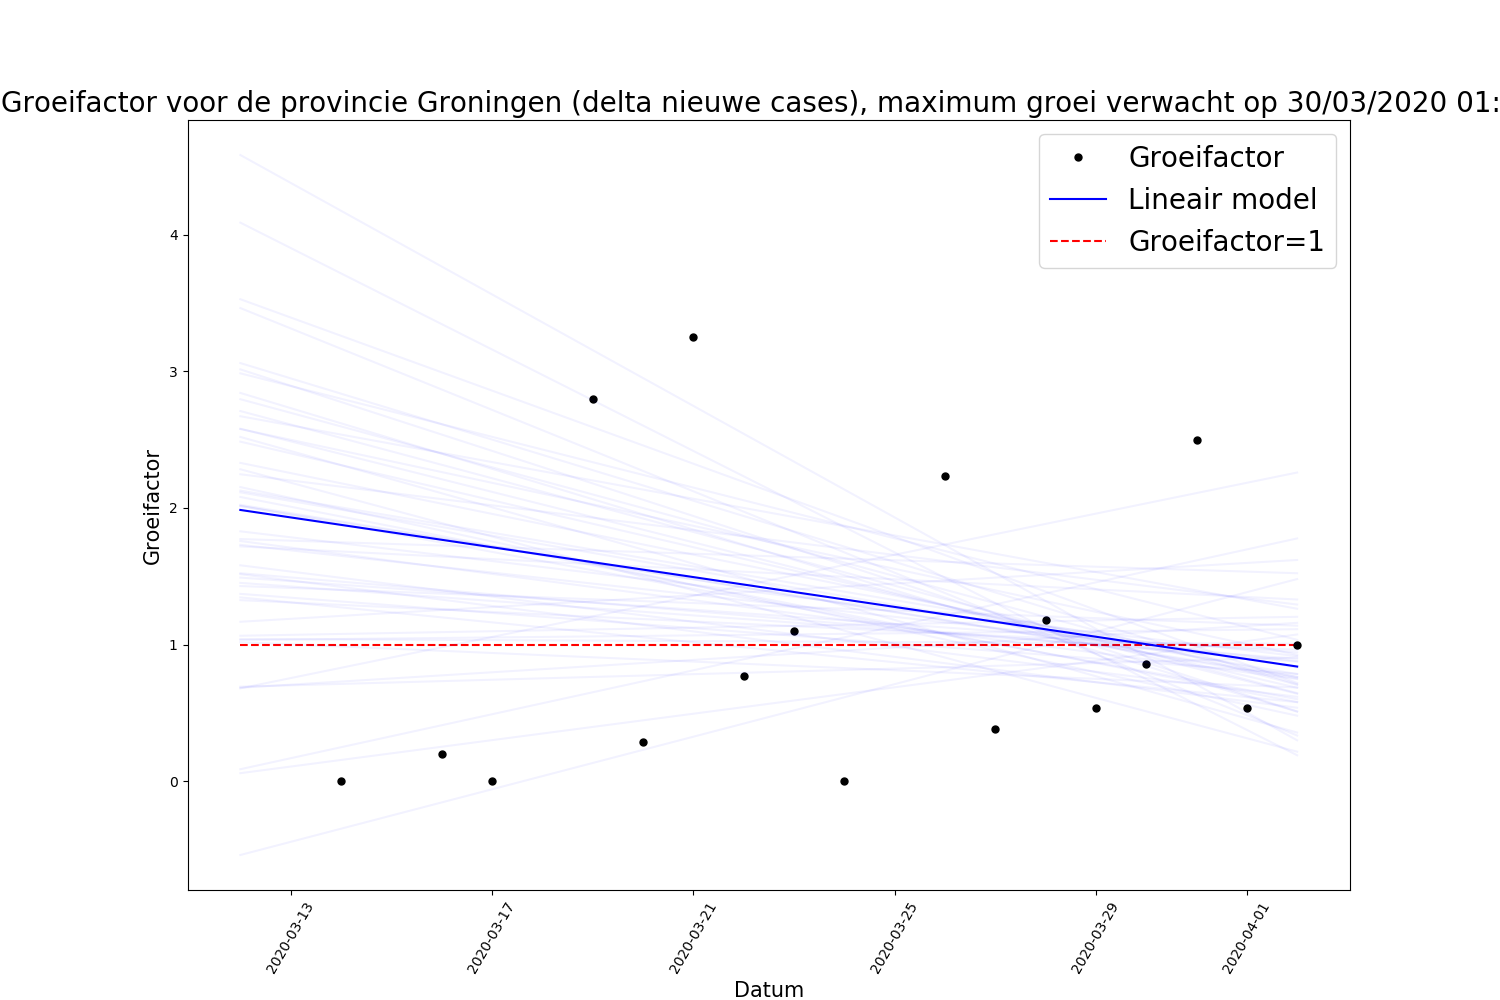 Groeifactor voor de provincie Groningen (delta nieuwe cases), maximum groei verwacht op 30/03/2020 01:
Groeifactor
Lineair model
Groeifactor=1
4
3
2
1
0
Groeifactor
2020-03-13
2020-03-17
2020-03-21
2020-03-25
2020-03-29
2020-04-01
Datum